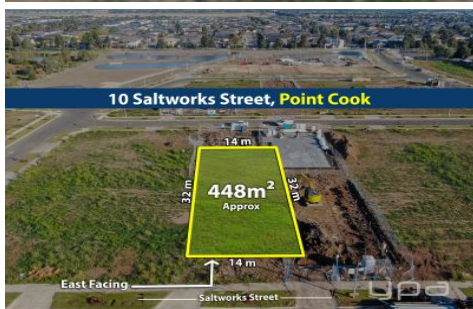 10 Saltworks Street, Point Cook
14 m
32 m
32 m
448m²
Approx
14 m
East Facing
Saltworks Street
ypa